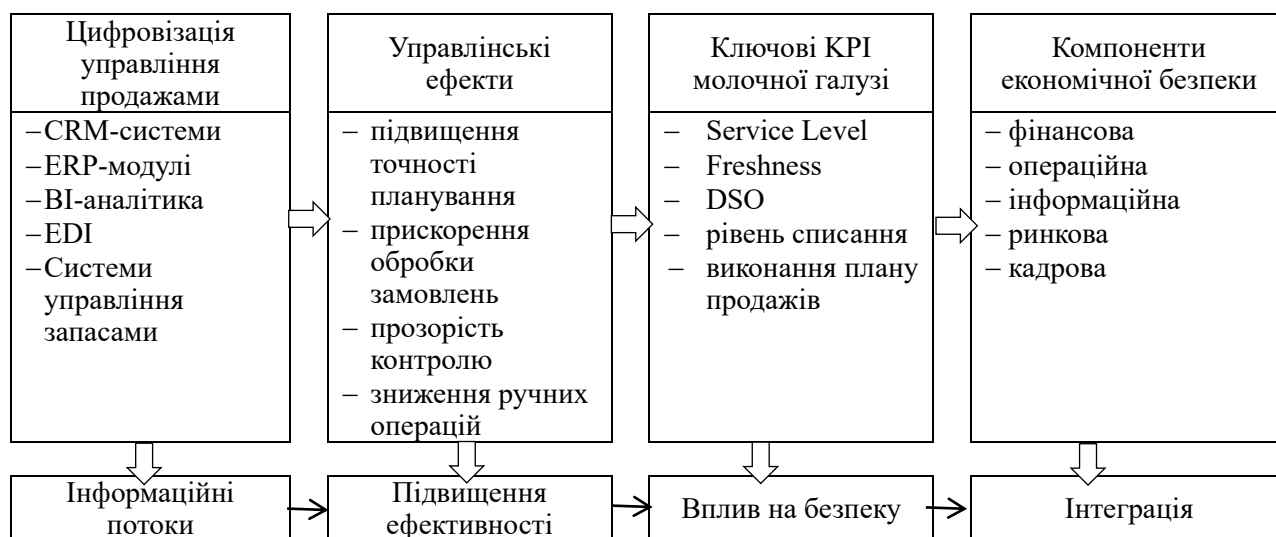 Цифровізація
управління
продажами
–CRM-системи
–ERP-модулі
–BI-аналітика
–EDI
–Системи
управління
запасами
Управлінські
ефекти
– підвищення
точності
планування
– прискорення
обробки
замовлень
– прозорість
контролю
– зниження ручних
операцій
Ключові KPI
молочної галузі
– Service Level
– Freshness
– DSO
– рівень списання
– виконання плану
продажів
Компоненти
економічної безпеки
– фінансова
– операційна
– інформаційна
– ринкова
– кадрова
Інформаційні
потоки
Підвищення
ефективності
Вплив на безпеку
Інтеграція